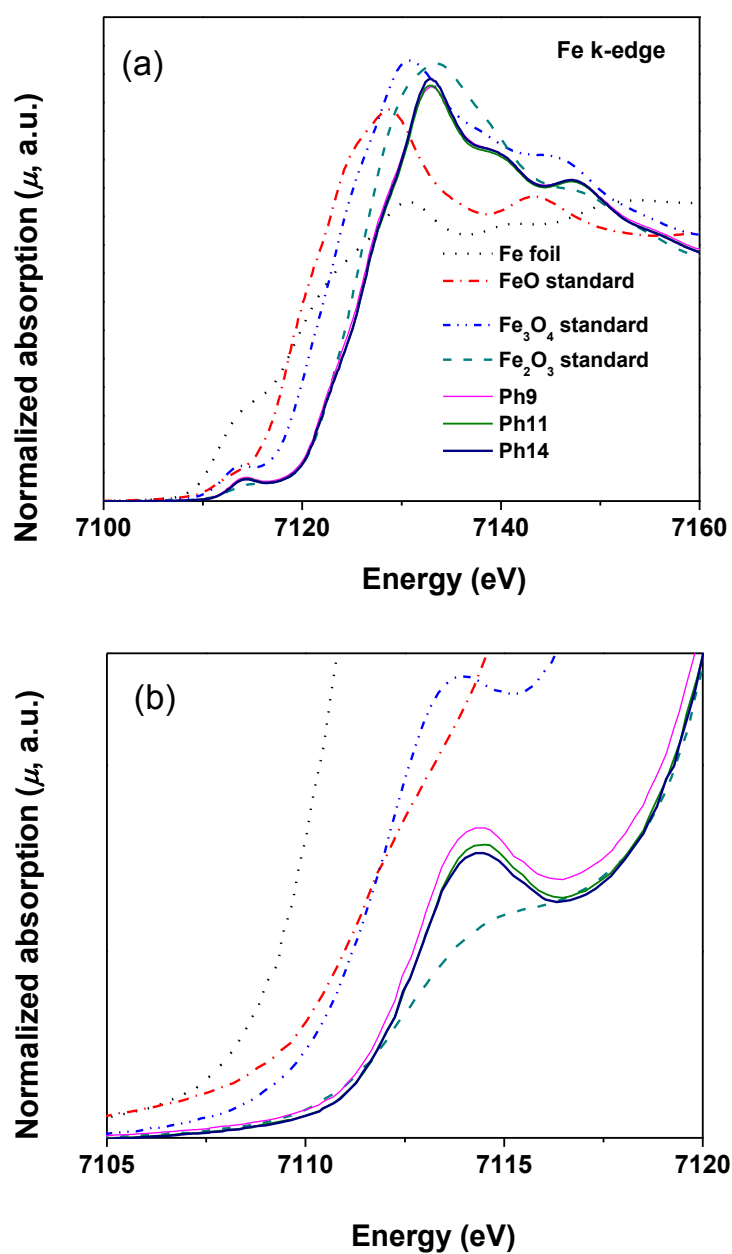 (a)
Fe k-edge
Normalized absorption (μ, a.u.)
Fe foil
FeO standard
Fe₃O₄ standard
Fe₂O₃ standard
Ph9
Ph11
Ph14
7100 7120 7140 7160
Energy (eV)
(b)
Normalized absorption (μ, a.u.)
7105 7110 7115 7120
Energy (eV)